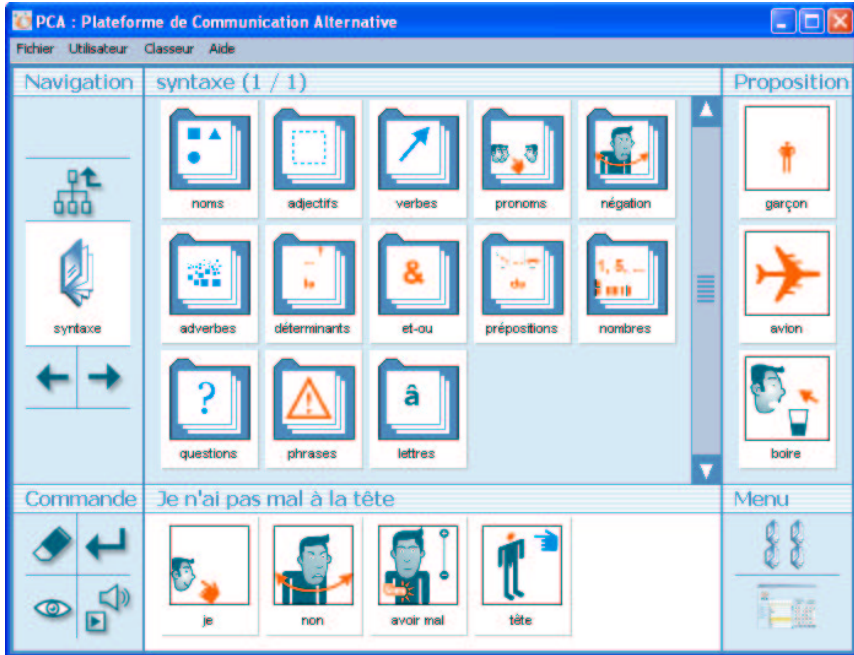 PCA : Plateforme de Communication Alternative
Fichier Utilisateur Classeur Aide
Navigation
syntaxe (1 / 1)
Proposition
noms
adjectifs
verbes
pronoms
négation
garçon
syntaxe
adverbes
déterminants
&
et-ou
prépositions
1, 5, ...
nombres
avion
?
questions
!
phrases
â
lettres
boire
Commande
Je n'ai pas mal à la tête
Menu
je
non
avoir mal
tête